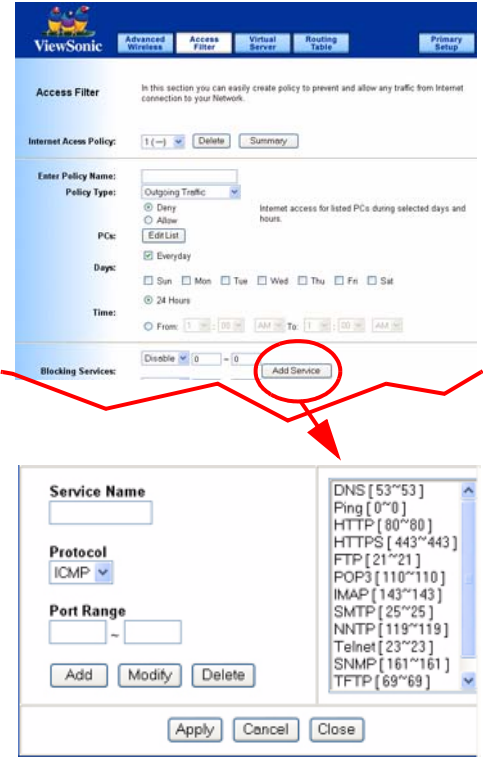 ViewSonic
Advanced Wireless
Access Filter
Virtual Server
Routing Table
Primary Setup
Access Filter
In this section you can easily create policy to prevent and allow any traffic from Internet
connection to your Network.
Internet Acess Policy: 1 (---) Delete Summary
Enter Policy Name:
Policy Type: Outgoing Traffic
Deny
Allow
Internet access for listed PCs during selected days and
hours.
PCs: Edit List
Everyday
Days:
Sun Mon Tue Wed Thu Fri Sat
24 Hours
Time:
From: 1 : 00 AM To: 1 : 00 AM
Blocking Services: Disable 0 ~ 0 Add Service
Service Name
Protocol
ICMP
Port Range
~
Add Modify Delete
DNS [ 53~53 ]
Ping [ 0~0 ]
HTTP [ 80~80 ]
HTTPS [ 443~443 ]
FTP [ 21~21 ]
POP3 [ 110~110 ]
IMAP [ 143~143 ]
SMTP [ 25~25 ]
NNTP [ 119~119 ]
Telnet [ 23~23 ]
SNMP [ 161~161 ]
TFTP [ 69~69 ]
Apply Cancel Close